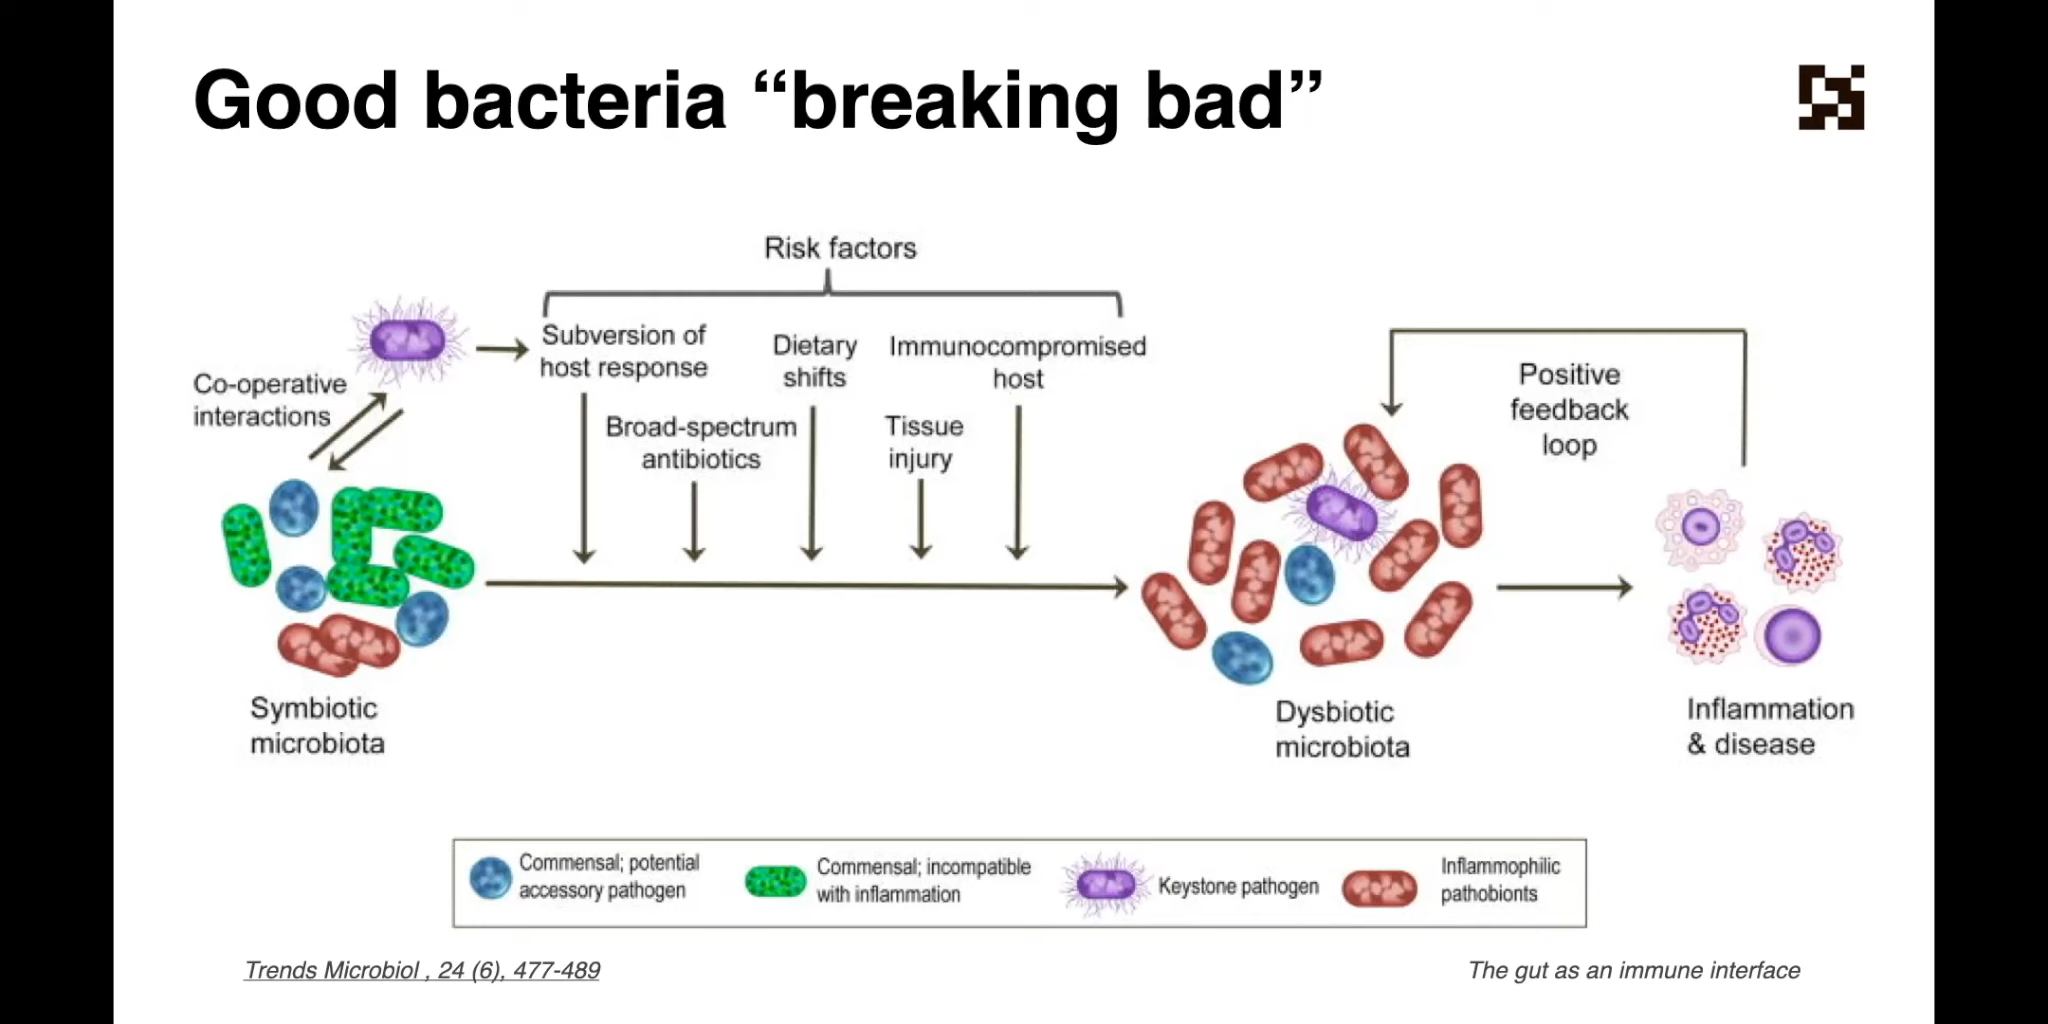 Good bacteria “breaking bad”
Risk factors
Co-operative
interactions
Subversion of
host response
Broad-spectrum
antibiotics
Dietary
shifts
Tissue
injury
Immunocompromised
host
Positive
feedback
loop
Symbiotic
microbiota
Dysbiotic
microbiota
Inflammation
& disease
Commensal; potential
accessory pathogen
Commensal; incompatible
with inflammation
Keystone pathogen
Inflammophilic
pathobionts
Trends Microbiol , 24 (6), 477-489
The gut as an immune interface